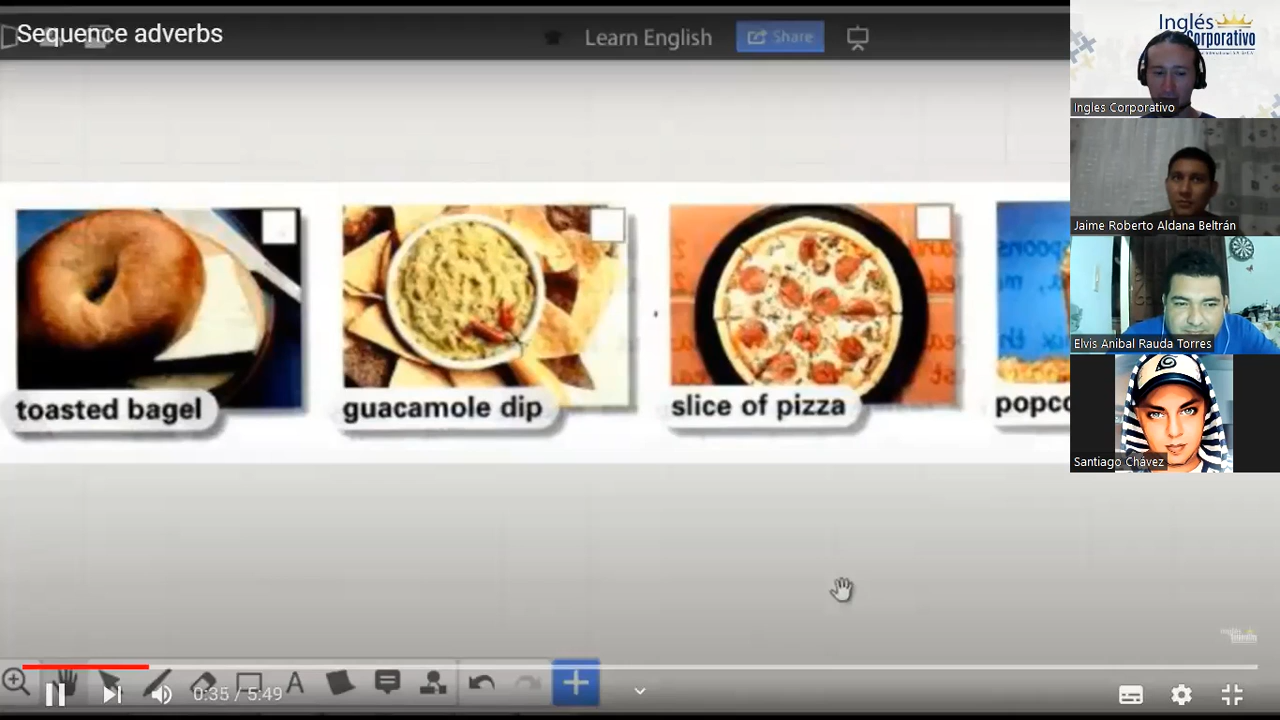 Sequence adverbs
Learn English
Share
Inglés
Corporativo
Ingles Corporativo
Jaime Roberto Aldana Beltrán
Elvis Anibal Rauda Torres
Santiago Chávez
toasted bagel
guacamole dip
slice of pizza
popco
A
0:35 / 5:49